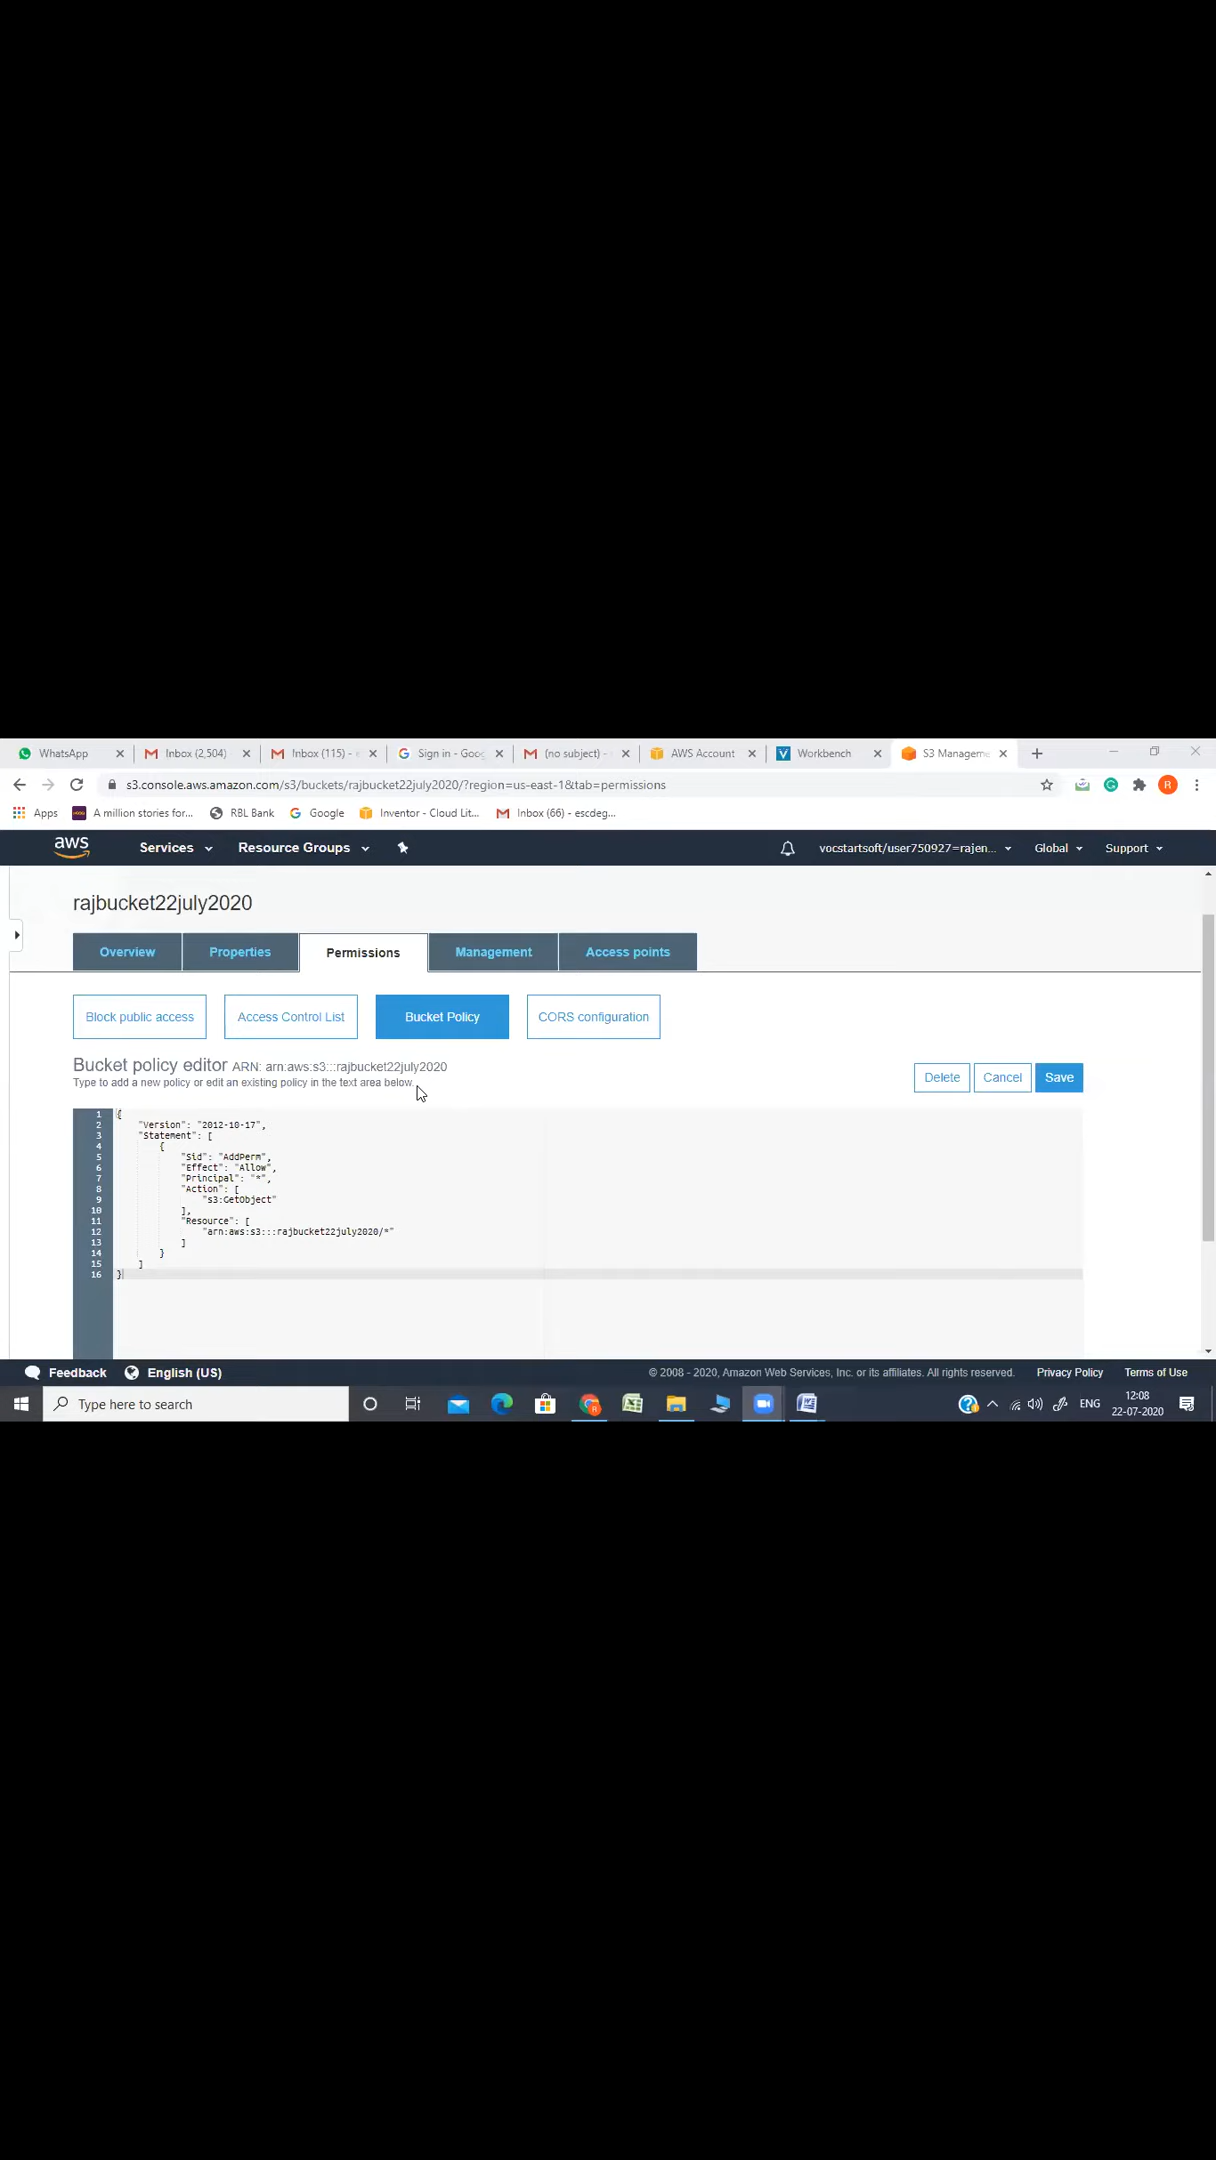 WhatsApp Inbox (2,504) Inbox (115) - Sign in - Goog (no subject) - AWS Account Workbench S3 Manageme
s3.console.aws.amazon.com/s3/buckets/rajbucket22july2020/?region=us-east-1&tab=permissions
Apps A million stories for... RBL Bank Google Inventor - Cloud Lit... Inbox (66) - escdeg...
aws Services Resource Groups vocstartsoft/user750927=rajen... Global Support
rajbucket22july2020
Overview Properties Permissions Management Access points
Block public access Access Control List Bucket Policy CORS configuration
Bucket policy editor ARN: arn:aws:s3:::rajbucket22july2020
Type to add a new policy or edit an existing policy in the text area below.
Delete Cancel Save
1 {
2 "Version": "2012-10-17",
3 "Statement": [
4 {
5 "Sid": "AddPerm",
6 "Effect": "Allow",
7 "Principal": "*",
8 "Action": [
9 "s3:GetObject"
10 ],
11 "Resource": [
12 "arn:aws:s3:::rajbucket22july2020/*"
13 ]
14 }
15 ]
16 }
Feedback English (US) © 2008 - 2020, Amazon Web Services, Inc. or its affiliates. All rights reserved. Privacy Policy Terms of Use
Type here to search ENG 12:08
22-07-2020